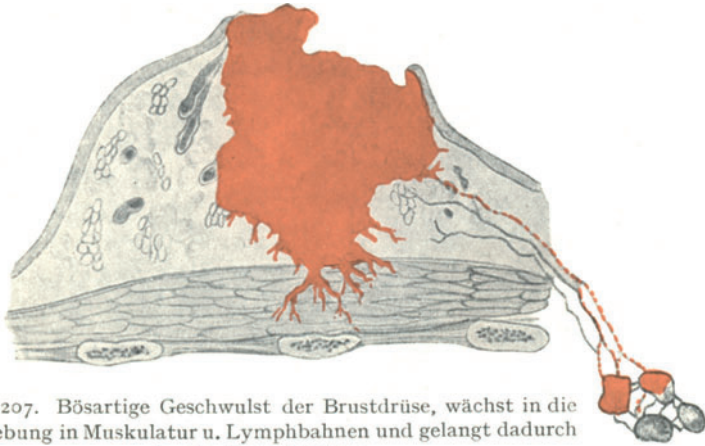 207. Bösartige Geschwulst der Brustdrüse, wächst in die
ebung in Muskulatur u. Lymphbahnen und gelangt dadurch